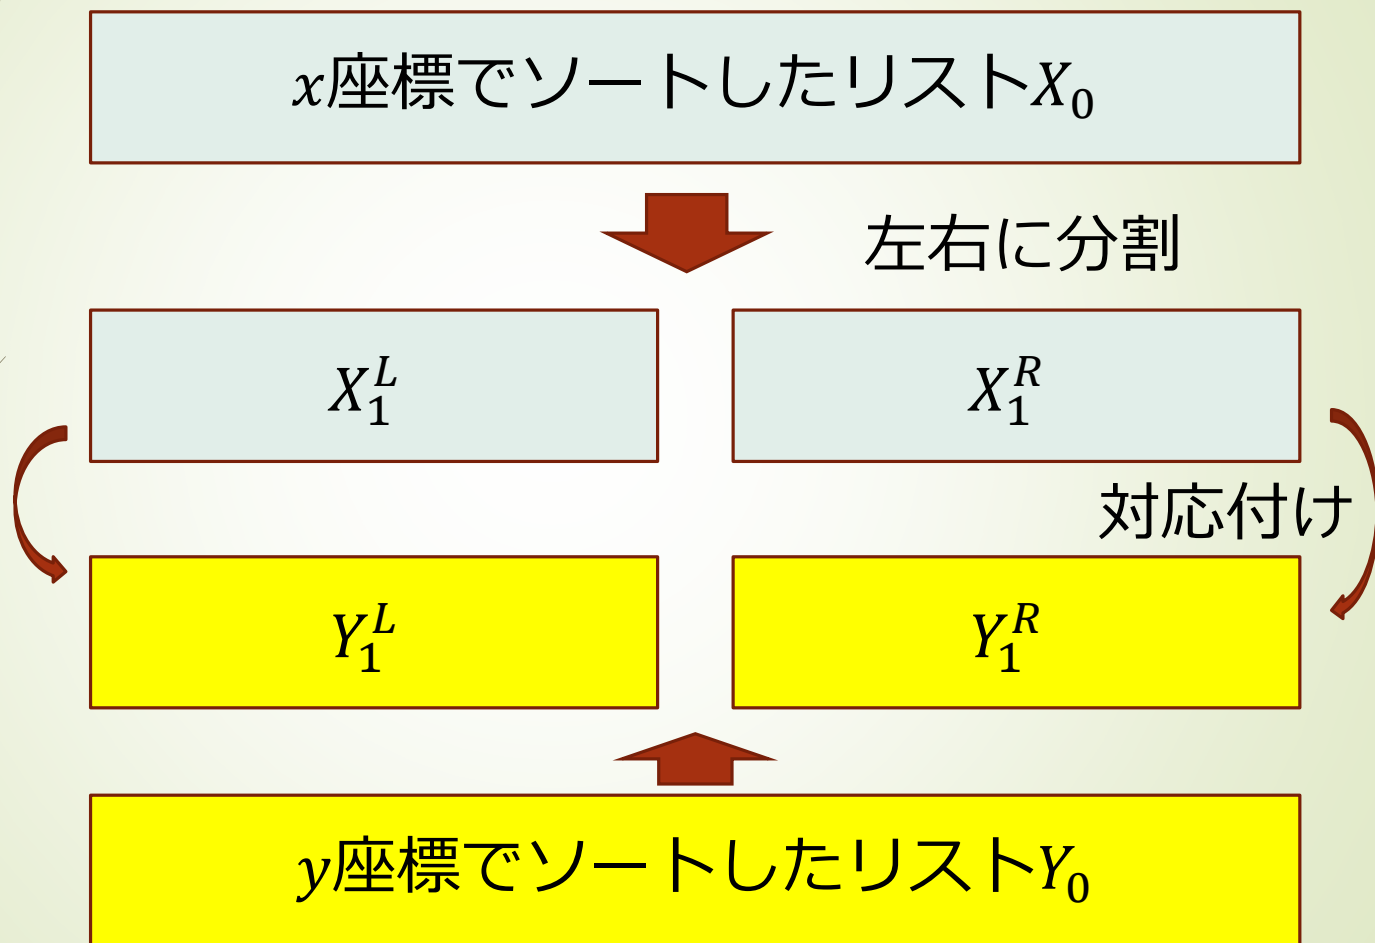 x座標でソートしたリストX₀
左右に分割
X₁ᴸ
X₁ᴿ
対応付け
Y₁ᴸ
Y₁ᴿ
y座標でソートしたリストY₀